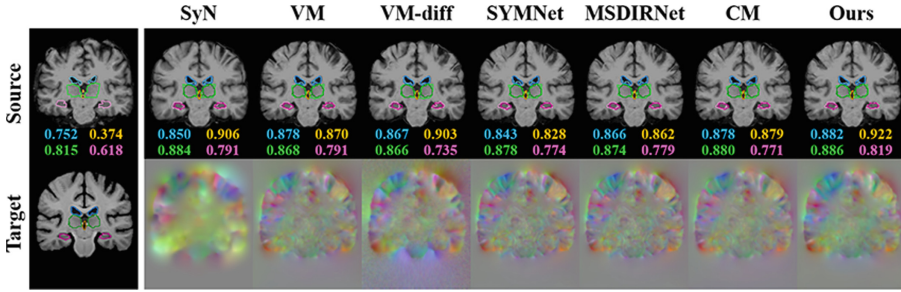 SyN VM VM-diff SYMNet MSDIRNet CM Ours
Source
0.752 0.374 0.850 0.906 0.878 0.870 0.867 0.903 0.843 0.828 0.866 0.862 0.878 0.879 0.882 0.922
0.815 0.618 0.884 0.791 0.868 0.791 0.866 0.735 0.878 0.774 0.874 0.779 0.880 0.771 0.886 0.819
Target